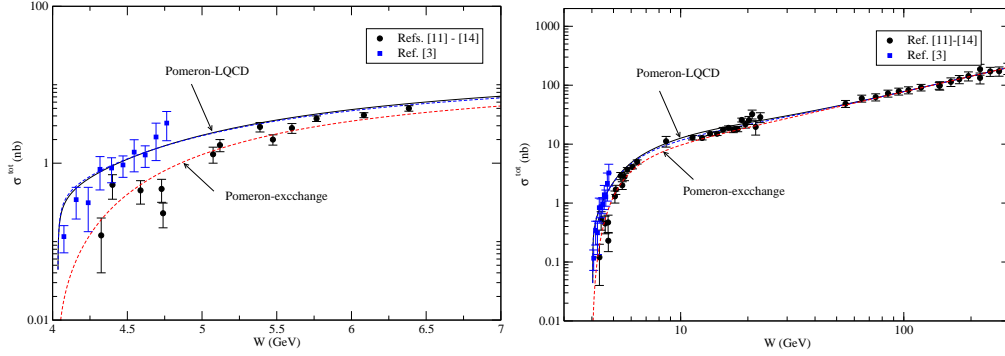 100
1
0.01
σ^tot (nb)
4
4.5
5
5.5
6
6.5
7
W (GeV)
Refs. [11] - [14]
Ref. [3]
Pomeron-LQCD
Pomeron-excchange
1000
100
10
1
0.1
0.01
σ^tot (nb)
10
100
W (GeV)
Ref. [11]-[14]
Ref. [3]
Pomeron-LQCD
Pomeron-excchange